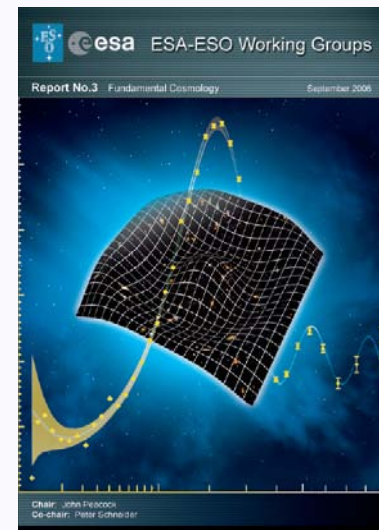 ES
O
esa ESA-ESO Working Groups
Report No.3 Fundamental Cosmology September 2006
Chair: John Peacock
Co-chair: Peter Schneider